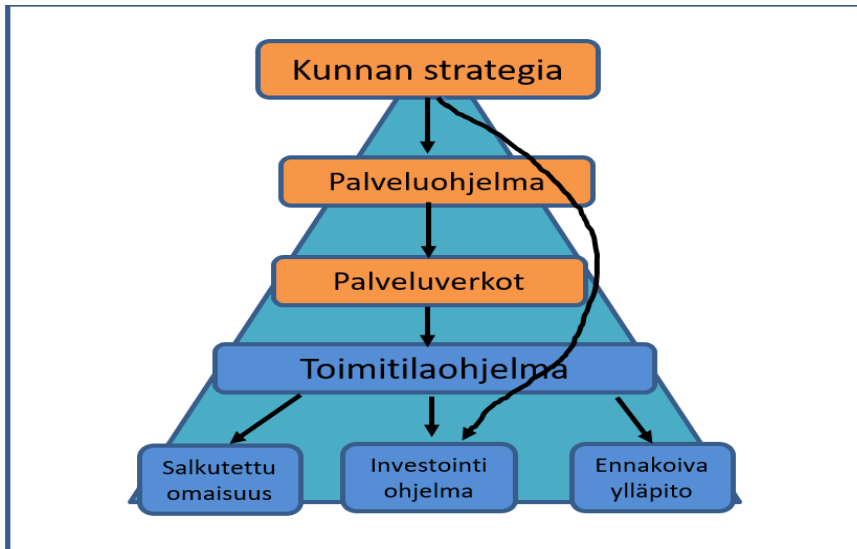 Kunnan strategia
Palveluohjelma
Palveluverkot
Toimitilaohjelma
Salkutettu
omaisuus
Investointi
ohjelma
Ennakoiva
ylläpito